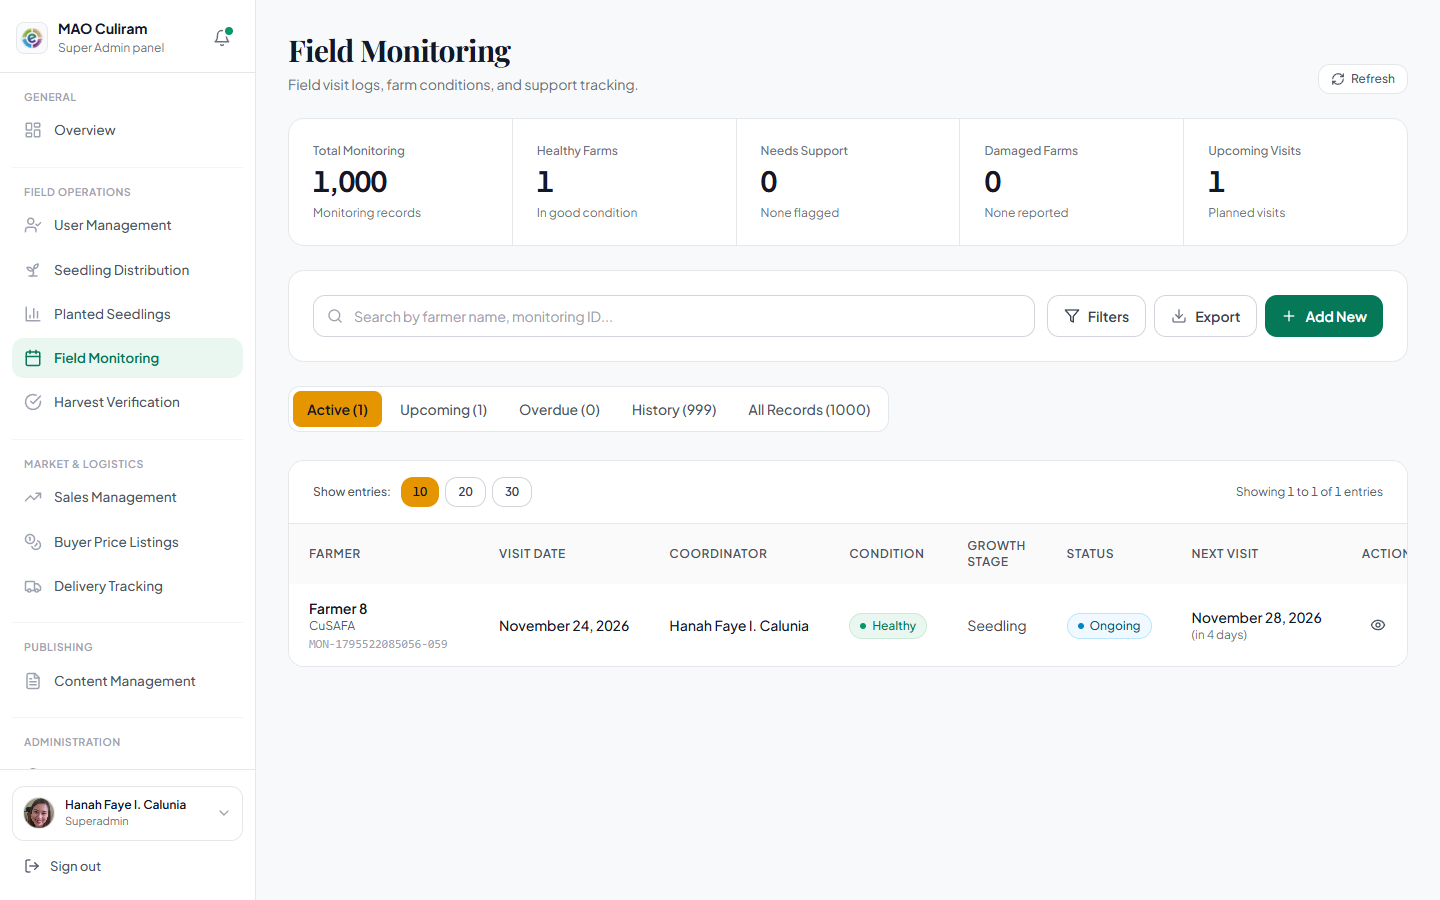 MAO Culiram
Super Admin panel
GENERAL
Overview
FIELD OPERATIONS
User Management
Seedling Distribution
Planted Seedlings
Field Monitoring
Harvest Verification
MARKET & LOGISTICS
Sales Management
Buyer Price Listings
Delivery Tracking
PUBLISHING
Content Management
ADMINISTRATION
Hanah Faye I. Calunia
Superadmin
Sign out
Field Monitoring
Field visit logs, farm conditions, and support tracking.
Refresh
Total Monitoring
1,000
Monitoring records
Healthy Farms
1
In good condition
Needs Support
0
None flagged
Damaged Farms
0
None reported
Upcoming Visits
1
Planned visits
Search by farmer name, monitoring ID...
Filters
Export
Add New
Active (1)
Upcoming (1)
Overdue (0)
History (999)
All Records (1000)
Show entries: 10 20 30
Showing 1 to 1 of 1 entries
FARMER VISIT DATE COORDINATOR CONDITION GROWTH STAGE STATUS NEXT VISIT ACTION
Farmer 8
CuSAFA
MON-1795522085056-059
November 24, 2026
Hanah Faye I. Calunia
Healthy
Seedling
Ongoing
November 28, 2026
(in 4 days)